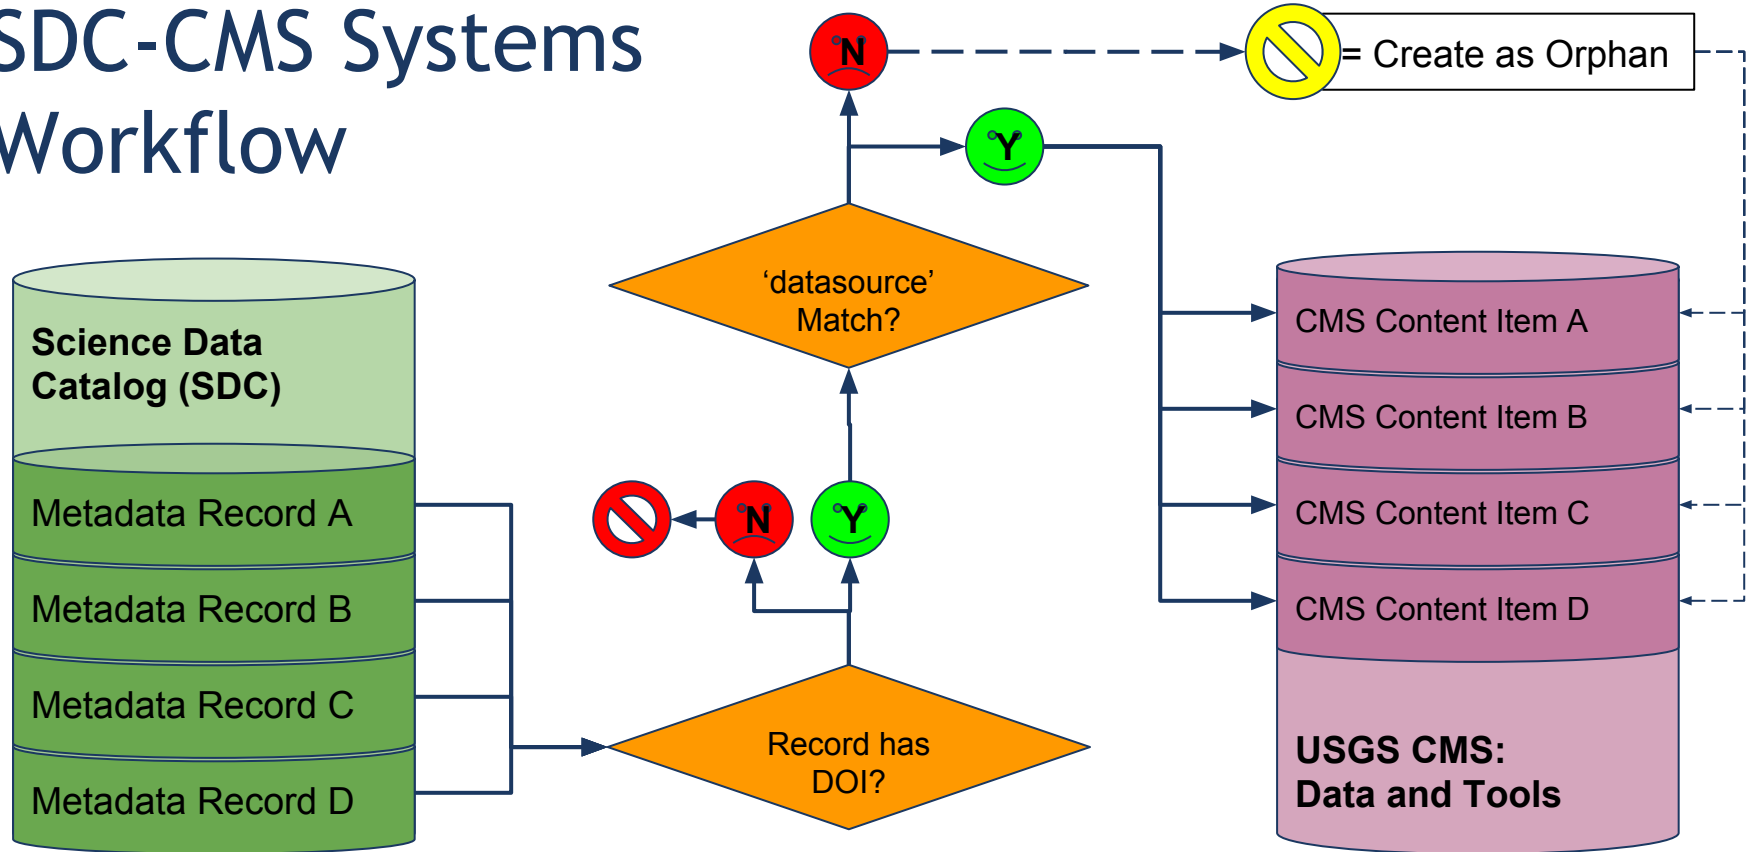 SDC-CMS Systems
Workflow
N
= Create as Orphan
Y
'datasource'
Match?
Science Data
Catalog (SDC)
Metadata Record A
Metadata Record B
Metadata Record C
Metadata Record D
N
Y
Record has
DOI?
CMS Content Item A
CMS Content Item B
CMS Content Item C
CMS Content Item D
USGS CMS:
Data and Tools